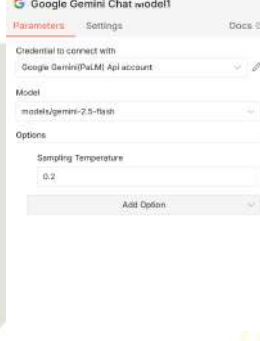 Google Gemini Chat Model1
Parameters
Settings
Docs
Credential to connect with
Google Gemini(PaLM) Api account
Model
models/gemini-2.5-flash
Options
Sampling Temperature
0.2
Add Option